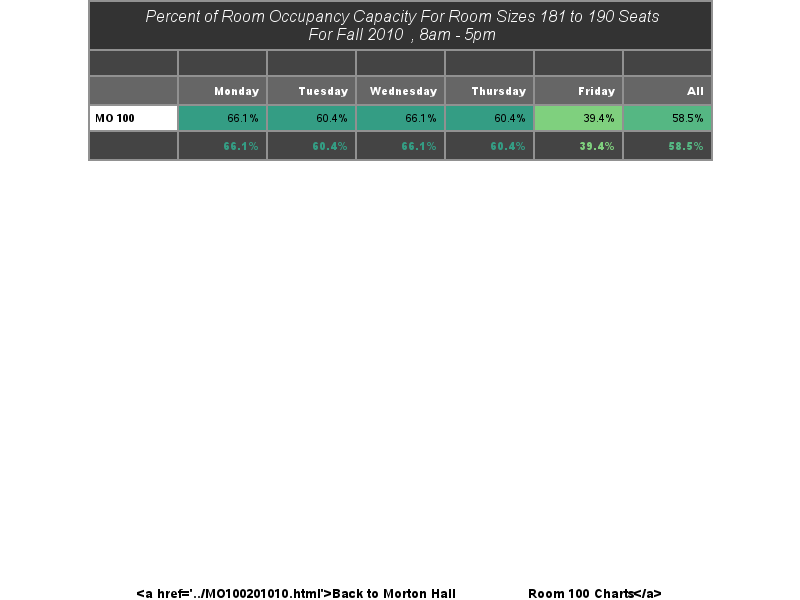 Percent of Room Occupancy Capacity For Room Sizes 181 to 190 Seats
For Fall 2010 , 8am - 5pm
Monday Tuesday Wednesday Thursday Friday All
MO 100 66.1% 60.4% 66.1% 60.4% 39.4% 58.5%
66.1% 60.4% 66.1% 60.4% 39.4% 58.5%
<a href='../MO100201010.html'>Back to Morton Hall Room 100 Charts</a>